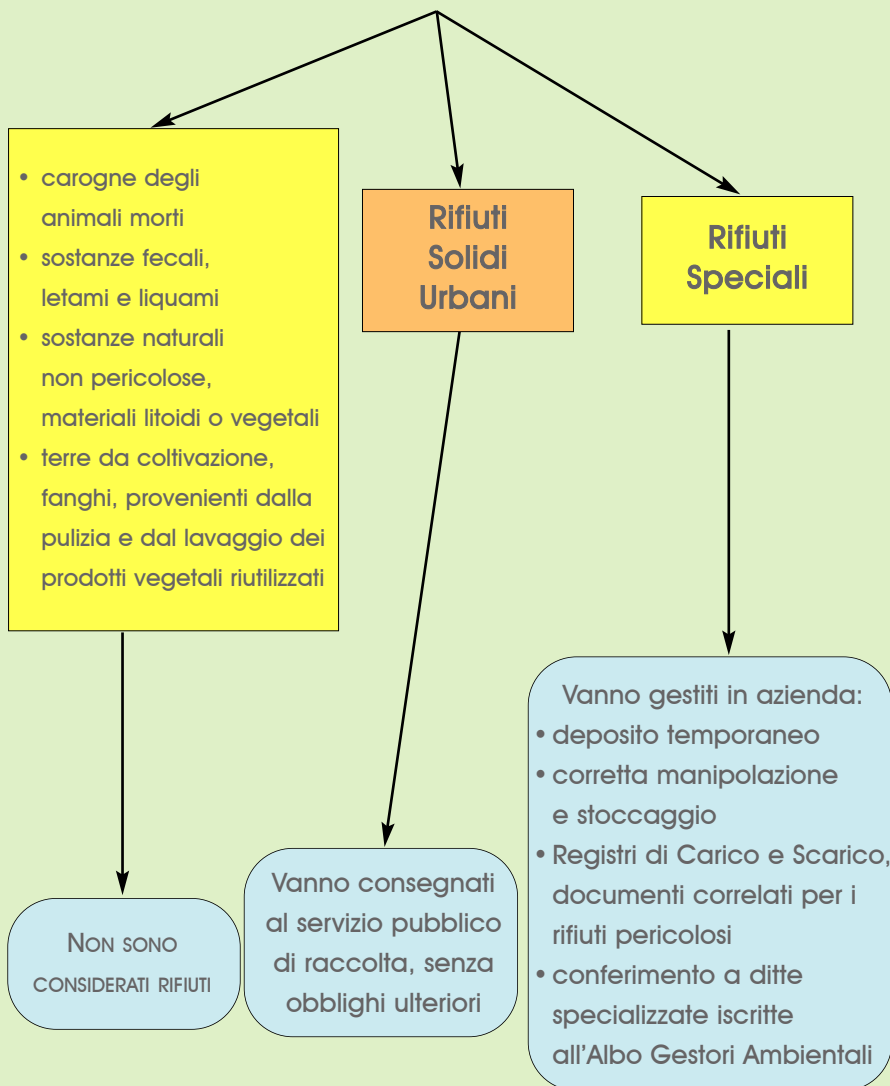 • carogne degli
animali morti
• sostanze fecali,
letami e liquami
• sostanze naturali
non pericolose,
materiali litoidi o vegetali
• terre da coltivazione,
fanghi, provenienti dalla
pulizia e dal lavaggio dei
prodotti vegetali riutilizzati
Rifiuti
Solidi
Urbani
Rifiuti
Speciali
NON SONO
CONSIDERATI RIFIUTI
Vanno consegnati
al servizio pubblico
di raccolta, senza
obblighi ulteriori
Vanno gestiti in azienda:
• deposito temporaneo
• corretta manipolazione
e stoccaggio
• Registri di Carico e Scarico,
documenti correlati per i
rifiuti pericolosi
• conferimento a ditte
specializzate iscritte
all'Albo Gestori Ambientali